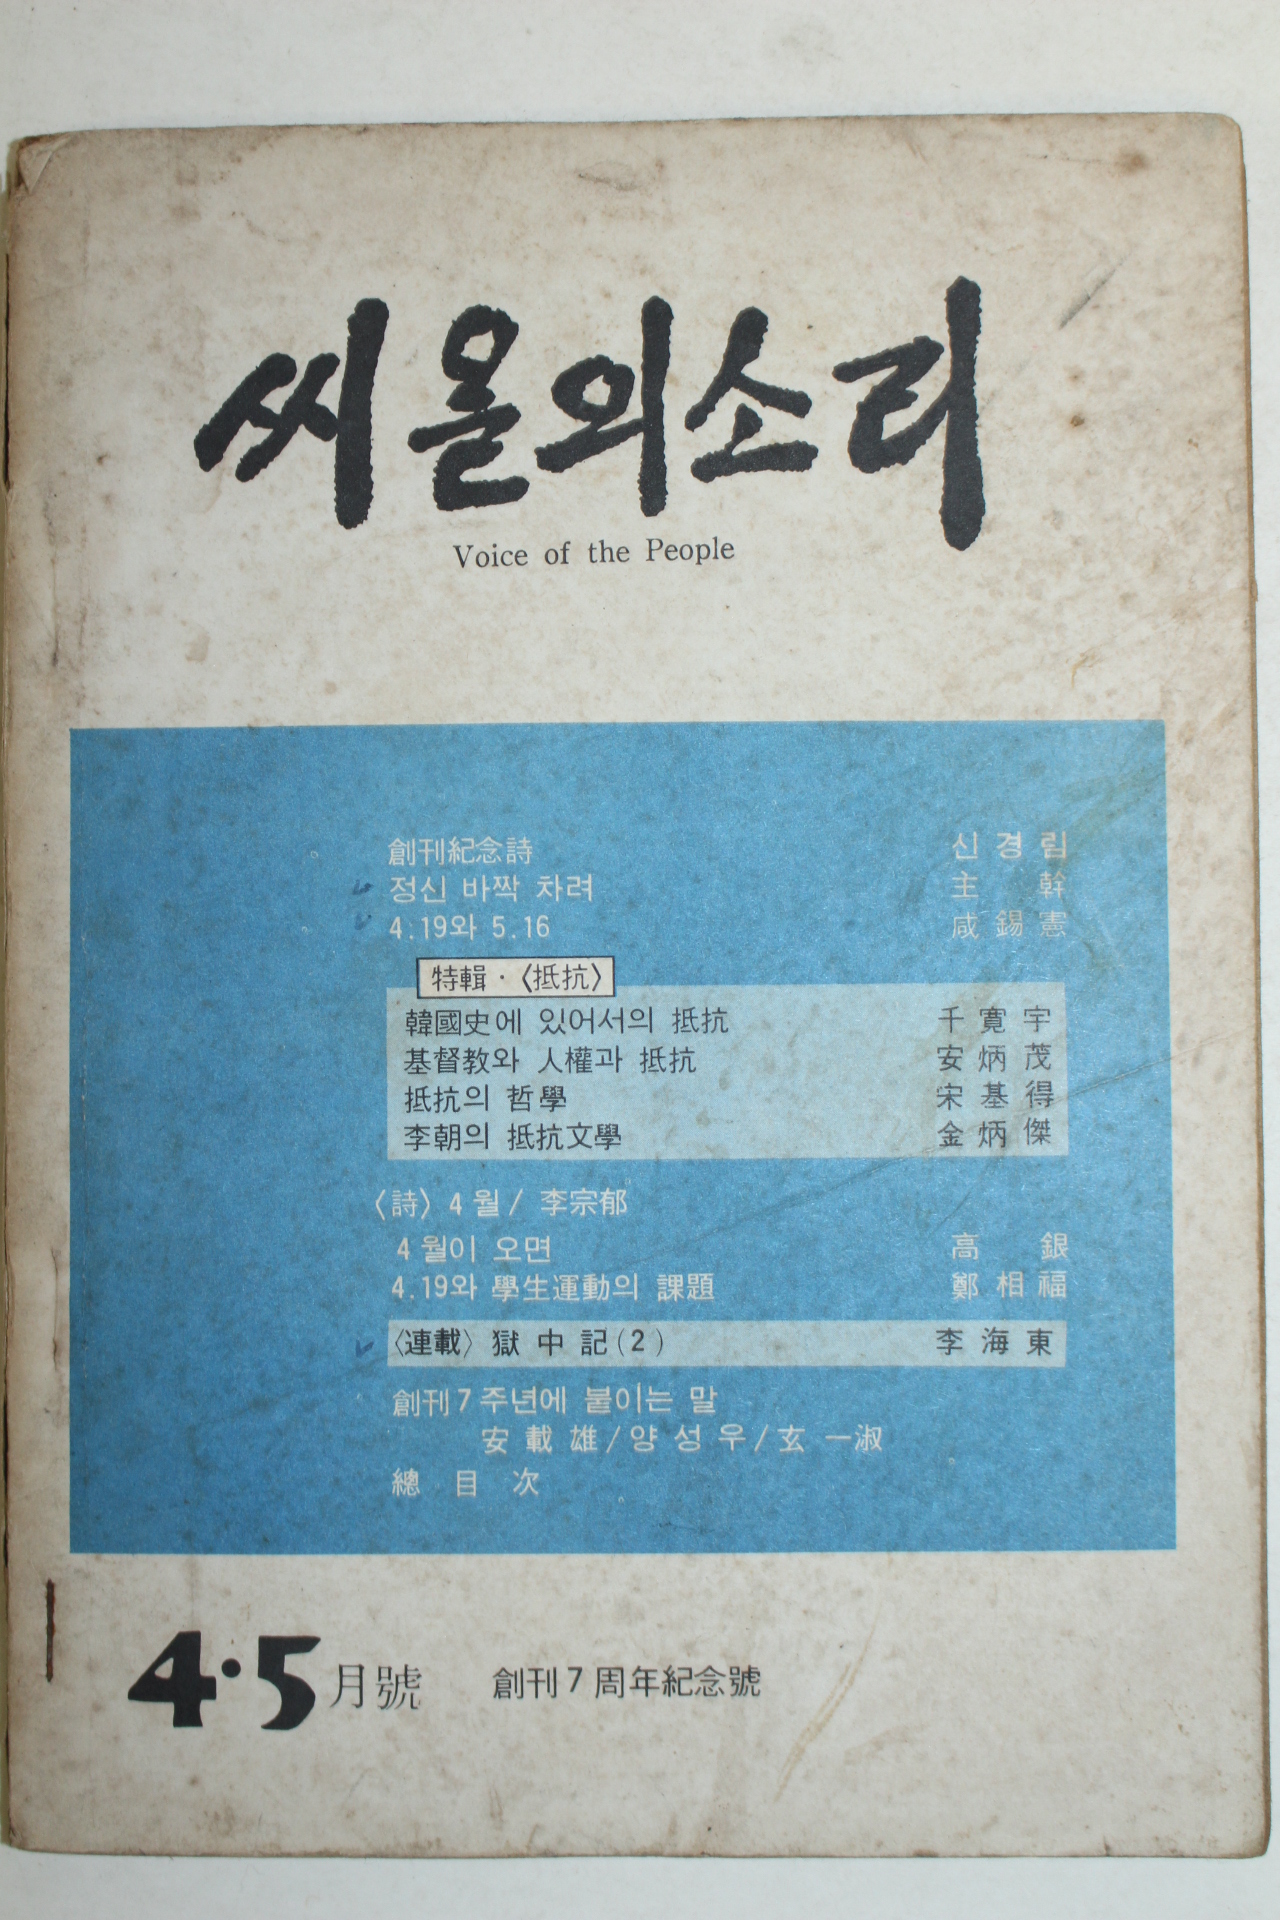 씨ᄋᆞᆯ의소리
Voice of the People
創刊紀念詩 신경림
정신 바짝 차려 主 幹
4.19와 5.16 咸錫憲
特輯·〈抵抗〉
韓國史에 있어서의 抵抗 千寬宇
基督敎와 人權과 抵抗 安炳茂
抵抗의 哲學 宋基得
李朝의 抵抗文學 金炳傑
〈詩〉 4월/ 李宗郁
4월이 오면 高 銀
4.19와 學生運動의 課題 鄭相福
〈連載〉 獄中記(2) 李海東
創刊7주년에 붙이는 말
安載雄/양성우/玄一淑
總目次
4·5月號 創刊7周年紀念號